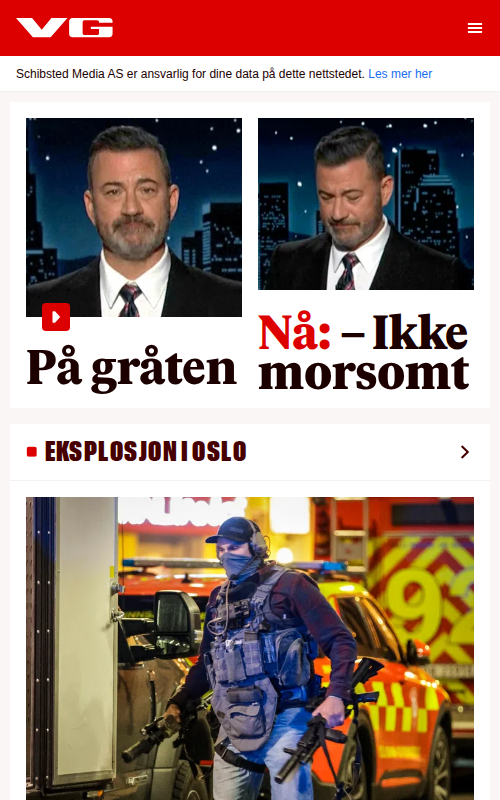 VG
Schibsted Media AS er ansvarlig for dine data på dette nettstedet. Les mer her
På gråten
Nå: – Ikke
morsomt
EKSPLOSJON I OSLO